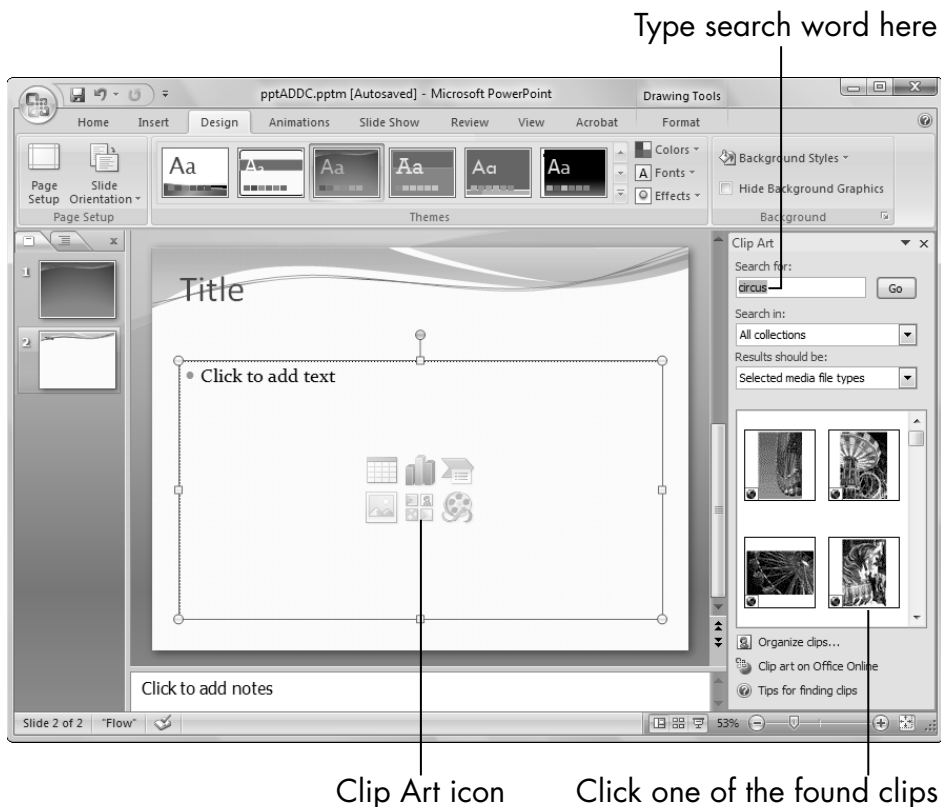 Type search word here
pptADDC.pptm [Autosaved] - Microsoft PowerPoint
Drawing Tools
Home Insert Design Animations Slide Show Review View Acrobat Format
Aa Aa Aa Aa Aa Aa
Page Setup
Slide Orientation
Colors
Fonts
Effects
Background Styles
Hide Background Graphics
Page Setup Themes Background
1
2
Title
Click to add text
Clip Art
Search for:
circus Go
Search in:
All collections
Results should be:
Selected media file types
Organize clips...
Clip art on Office Online
Tips for finding clips
Click to add notes
Slide 2 of 2 "Flow" 53%
Clip Art icon Click one of the found clips